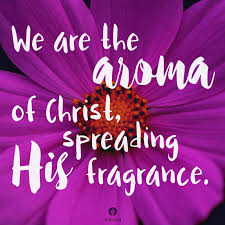 We are the
aroma
of Christ,
spreading
His fragrance.